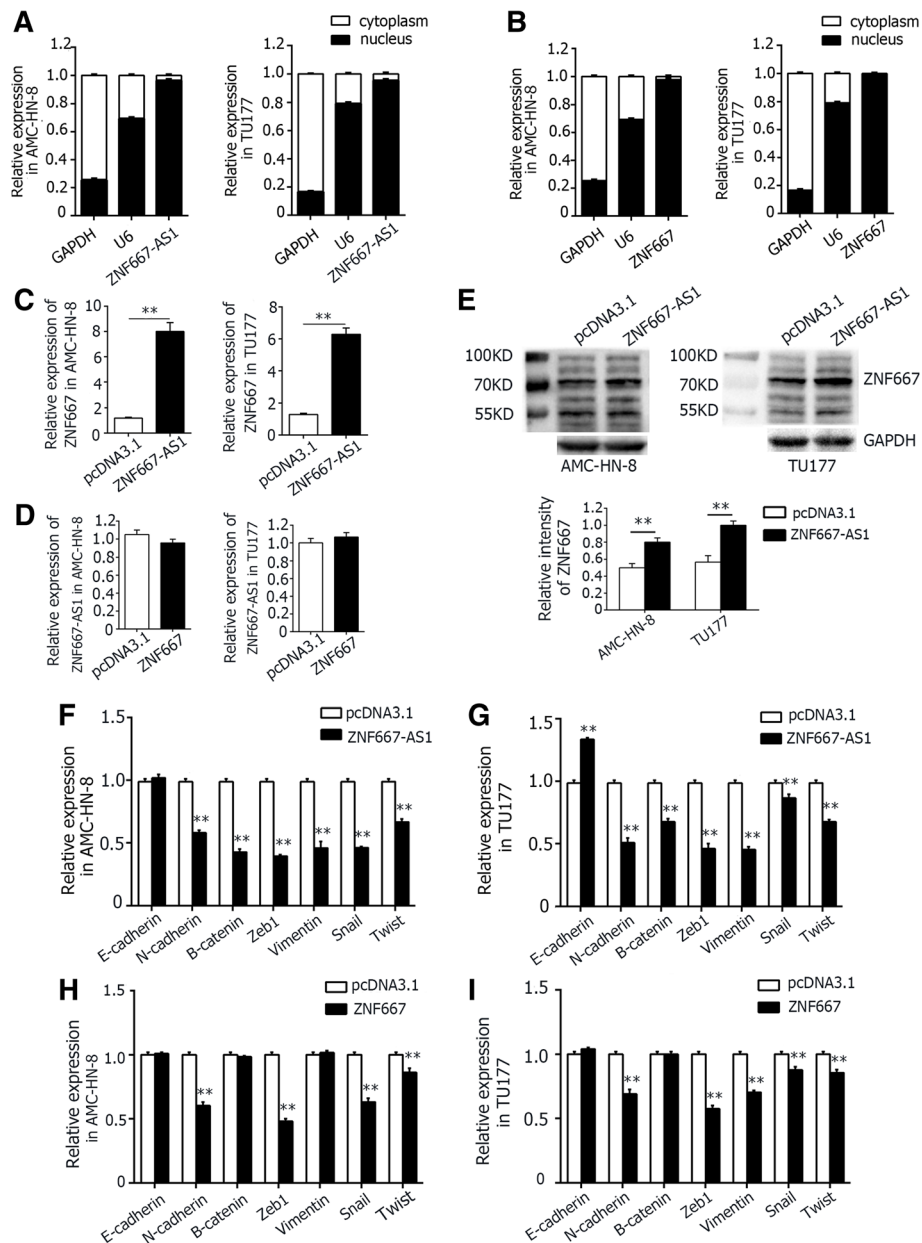 A
cytoplasm
nucleus
Relative expression
in AMC-HN-8
1.2
1.0
0.8
0.6
0.4
0.2
0
GAPDH
U6
ZNF667-AS1
Relative expression
in TU177
1.2
1.0
0.8
0.6
0.4
0.2
0
GAPDH
U6
ZNF667-AS1
B
cytoplasm
nucleus
Relative expression
in AMC-HN-8
1.2
1.0
0.8
0.6
0.4
0.2
0
GAPDH
U6
ZNF667
Relative expression
in TU177
1.2
1.0
0.8
0.6
0.4
0.2
0
GAPDH
U6
ZNF667
C
Relative expression of
ZNF667 in AMC-HN-8
10
8
6
4
2
0
**
pcDNA3.1
ZNF667-AS1
Relative expression of
ZNF667 in TU177
8
6
4
2
0
**
pcDNA3.1
ZNF667-AS1
D
Relative expression of
ZNF667-AS1 in AMC-HN-8
1.2
1.0
0.8
0.6
0.4
0.2
0
pcDNA3.1
ZNF667
Relative expression of
ZNF667-AS1 in TU177
1.2
1.0
0.8
0.6
0.4
0.2
0
pcDNA3.1
ZNF667
E
pcDNA3.1
ZNF667-AS1
100KD
70KD
55KD
AMC-HN-8
pcDNA3.1
ZNF667-AS1
100KD
70KD
55KD
ZNF667
GAPDH
TU177
Relative intensity
of ZNF667
1.2
1.0
0.8
0.6
0.4
0.2
0
**
**
AMC-HN-8
TU177
pcDNA3.1
ZNF667-AS1
F
Relative expression
in AMC-HN-8
1.5
1.0
0.5
0
pcDNA3.1
ZNF667-AS1
**
**
**
**
**
**
E-cadherin
N-cadherin
B-catenin
Zeb1
Vimentin
Snail
Twist
G
Relative expression
in TU177
1.5
1.0
0.5
0
pcDNA3.1
ZNF667-AS1
**
**
**
**
**
**
**
E-cadherin
N-cadherin
B-catenin
Zeb1
Vimentin
Snail
Twist
H
Relative expression
in AMC-HN-8
1.5
1.0
0.5
0
pcDNA3.1
ZNF667
**
**
**
**
E-cadherin
N-cadherin
B-catenin
Zeb1
Vimentin
Snail
Twist
I
Relative expression
in TU177
1.5
1.0
0.5
0
pcDNA3.1
ZNF667
**
**
**
**
**
E-cadherin
N-cadherin
B-catenin
Zeb1
Vimentin
Snail
Twist